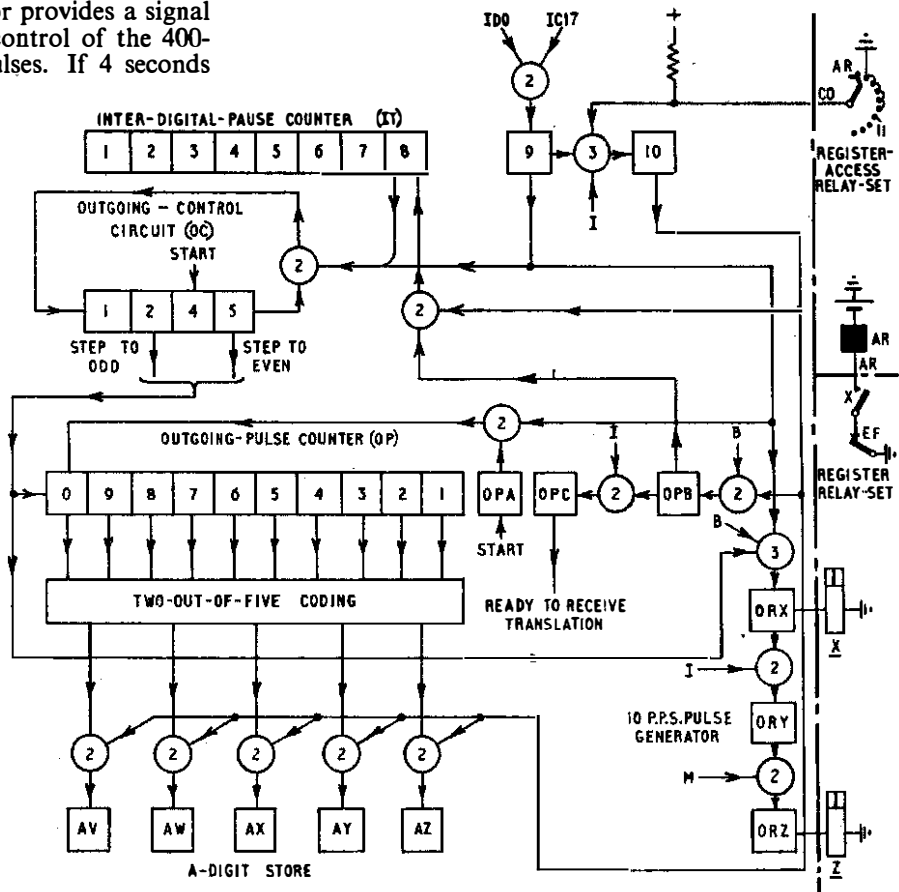 or provides a signal
control of the 400-
ulses. If 4 seconds
ID0 IC17
+
2
AR
CO
11
REGISTER-
ACCESS
RELAY-SET
INTER-DIGITAL-PAUSE COUNTER (IT)
1 2 3 4 5 6 7 8
9 3 10
I
OUTGOING - CONTROL
CIRCUIT (OC)
START
2
1 2 4 5
2
STEP TO
ODD
STEP TO
EVEN
AR
AR
X
EF
REGISTER
RELAY-SET
OUTGOING-PULSE COUNTER (OP)
2
I
B
0 9 8 7 6 5 4 3 2 1
OPA
OPC
2
OPB
2
START
B
3
TWO-OUT-OF-FIVE CODING
READY TO RECEIVE
TRANSLATION
ORX
I
X
I
2
10 P.P.S. PULSE
GENERATOR
ORY
2 2 2 2 2
M
2
AV AW AX AY AZ
ORZ
I
Z
A-DIGIT STORE